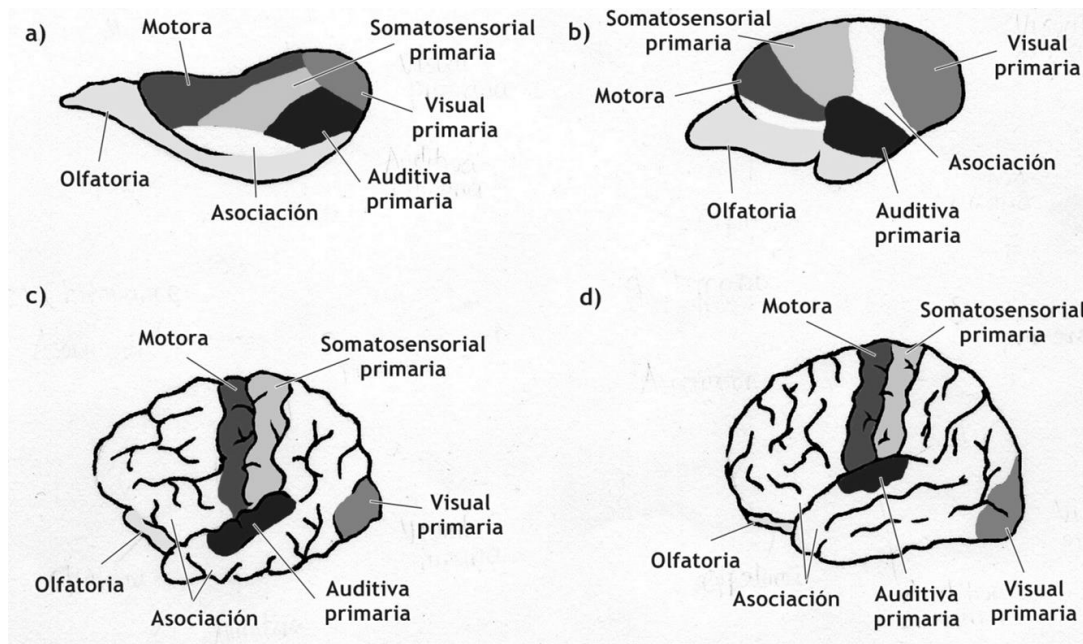 a)
Motora
Somatosensorial
primaria
Visual
primaria
Olfatoria
Auditiva
primaria
Asociación
b)
Somatosensorial
primaria
Visual
primaria
Motora
Asociación
Olfatoria
Auditiva
primaria
c)
Motora
Somatosensorial
primaria
Visual
primaria
Olfatoria
Asociación
Auditiva
primaria
d)
Motora
Somatosensorial
primaria
Olfatoria
Asociación
Auditiva
primaria
Visual
primaria